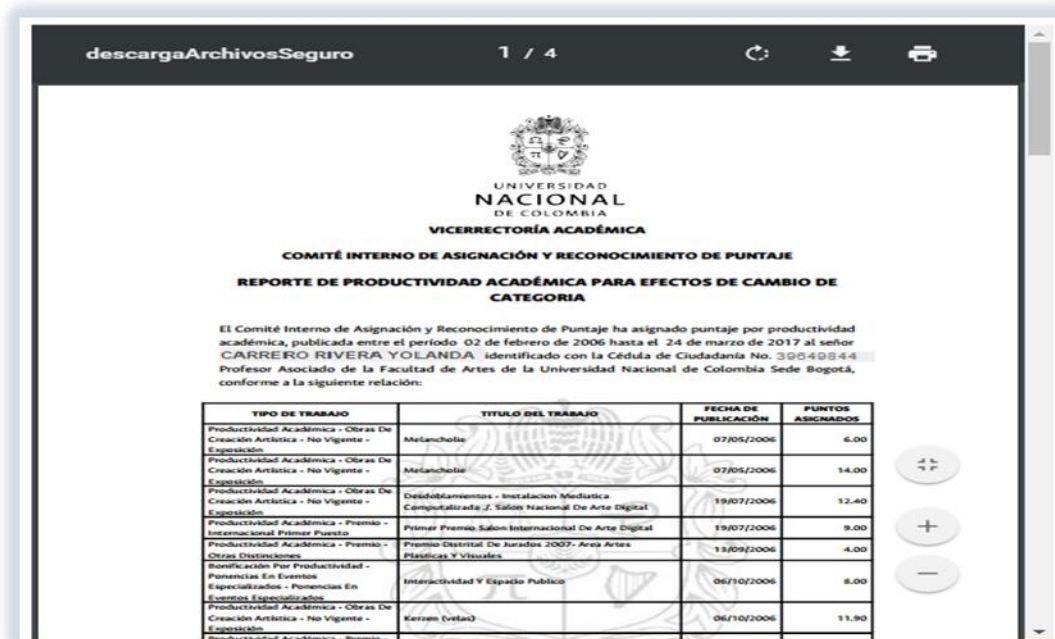 descargaArchivosSeguro 1 / 4
UNIVERSIDAD
NACIONAL
DE COLOMBIA
VICERRECTORÍA ACADÉMICA
COMITÉ INTERNO DE ASIGNACIÓN Y RECONOCIMIENTO DE PUNTAJE
REPORTE DE PRODUCTIVIDAD ACADÉMICA PARA EFECTOS DE CAMBIO DE
CATEGORIA
El Comité Interno de Asignación y Reconocimiento de Puntaje ha asignado puntaje por productividad
académica, publicada entre el período 02 de febrero de 2006 hasta el 24 de marzo de 2017 al señor
CARREIRO RIVERA YOLANDA identificado con la Cédula de Ciudadanía No. 39649844
Profesor Asociado de la Facultad de Artes de la Universidad Nacional de Colombia Sede Bogotá,
conforme a la siguiente relación:
TIPO DE TRABAJO TITULO DEL TRABAJO FECHA DE PUBLICACIÓN PUNTOS ASIGNADOS
Productividad Académica - Obras De
Creación Artística - No Vigente -
Exposición
Melancholie 07/05/2006 6.00
Productividad Académica - Obras De
Creación Artística - No Vigente -
Exposición
Melancholie 07/05/2006 14.00
Productividad Académica - Obras De
Creación Artística - No Vigente -
Exposición
Desdoblamientos - Instalacion Mediatica
Computalizada ./. Salon Nacional De Arte Digital
19/07/2006 12.40
Productividad Académica - Premio -
Internacional Primer Puesto
Primer Premio Salon Internacional De Arte Digital 19/07/2006 9.00
Productividad Académica - Premio -
Otras Distinciones
Premio Distrital De Jurados 2007- Area Artes
Plasticas Y Visuales
13/09/2006 4.00
Bonificación Por Productividad -
Ponencias En Eventos
Especializados - Ponencias En
Eventos Especializados
Interactividad Y Espacio Publico 06/10/2006 8.00
Productividad Académica - Obras De
Creación Artística - No Vigente -
Exposición
Kerzen (velas) 06/10/2006 11.90
Productividad Académica - Premio -